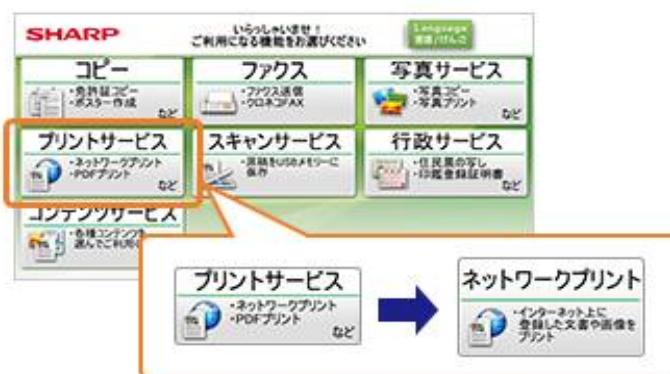 SHARP
いらっしゃいませ!
ご利用になる機能をお選びください
Language
言語/げんご
コピー
・免許証コピー
・ポスター作成
など
ファクス
・ファクス送信
・クロネコFAX
写真サービス
・写真コピー
・写真プリント
など
プリントサービス
・ネットワークプリント
・PDFプリント
など
スキャンサービス
・原稿をUSBメモリーに
保存
行政サービス
・住民票の写し
・印鑑登録証明書
など
コンテンツサービス
・各種コンテンツを
選んでご利用
プリントサービス
・ネットワークプリント
・PDFプリント
など
ネットワークプリント
・インターネット上に
登録した文書や画像を
プリント